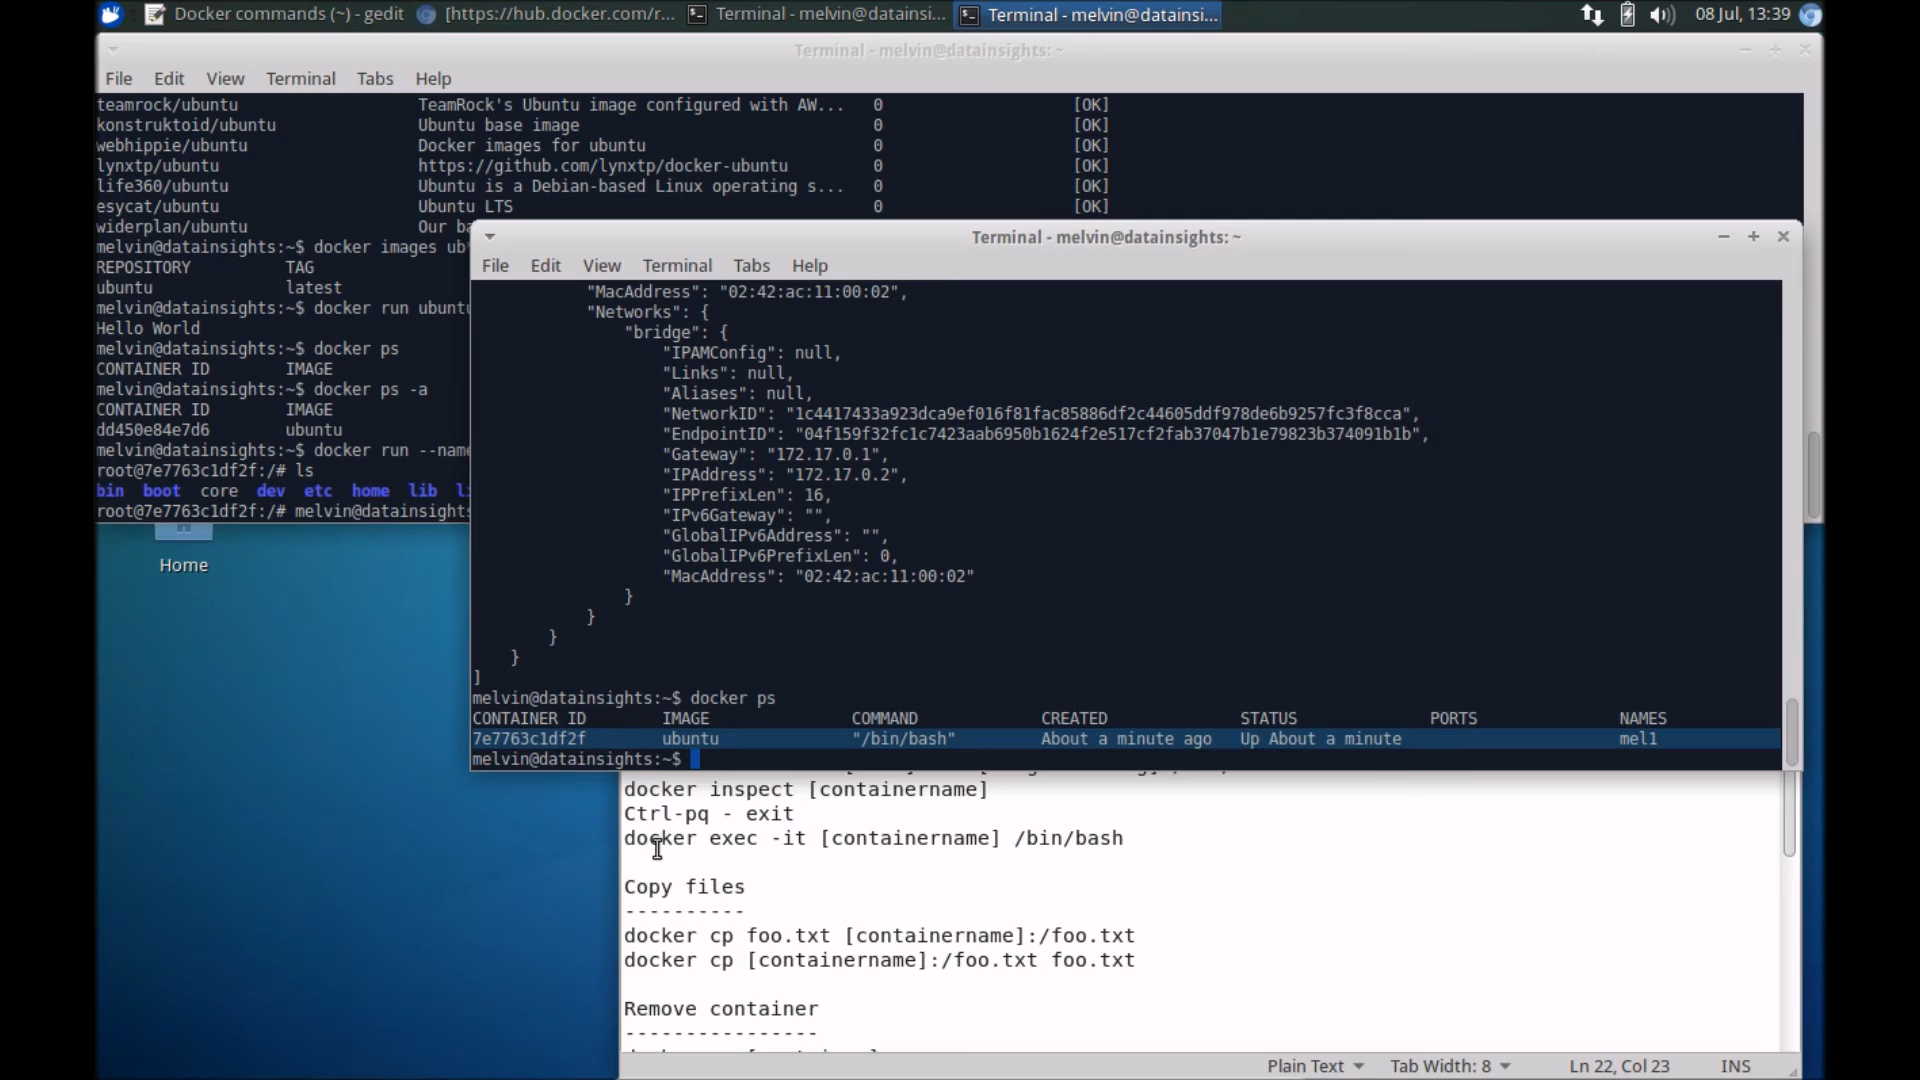 Docker commands (~) - gedit
[https://hub.docker.com/r...
Terminal - melvin@datainsi...
Terminal - melvin@datainsi...
08 Jul, 13:39
Terminal - melvin@datainsights: ~
File Edit View Terminal Tabs Help
teamrock/ubuntu TeamRock's Ubuntu image configured with AW... 0 [OK]
konstruktoid/ubuntu Ubuntu base image 0 [OK]
webhippie/ubuntu Docker images for ubuntu 0 [OK]
lynxtp/ubuntu https://github.com/lynxtp/docker-ubuntu 0 [OK]
life360/ubuntu Ubuntu is a Debian-based Linux operating s... 0 [OK]
esycat/ubuntu Ubuntu LTS 0 [OK]
widerplan/ubuntu Our ba
melvin@datainsights:~$ docker images ub
REPOSITORY TAG
ubuntu latest
melvin@datainsights:~$ docker run ubuntu
Hello World
melvin@datainsights:~$ docker ps
CONTAINER ID IMAGE
melvin@datainsights:~$ docker ps -a
CONTAINER ID IMAGE
dd450e84e7d6 ubuntu
melvin@datainsights:~$ docker run --name
root@7e7763c1df2f:/# ls
bin boot core dev etc home lib li
root@7e7763c1df2f:/# melvin@datainsights
Home
Terminal - melvin@datainsights: ~
File Edit View Terminal Tabs Help
"MacAddress": "02:42:ac:11:00:02",
"Networks": {
"bridge": {
"IPAMConfig": null,
"Links": null,
"Aliases": null,
"NetworkID": "1c4417433a923dca9ef016f81fac85886df2c44605ddf978de6b9257fc3f8cca",
"EndpointID": "04f159f32fc1c7423aab6950b1624f2e517cf2fab37047b1e79823b374091b1b",
"Gateway": "172.17.0.1",
"IPAddress": "172.17.0.2",
"IPPrefixLen": 16,
"IPv6Gateway": "",
"GlobalIPv6Address": "",
"GlobalIPv6PrefixLen": 0,
"MacAddress": "02:42:ac:11:00:02"
}
}
}
}
]
melvin@datainsights:~$ docker ps
CONTAINER ID IMAGE COMMAND CREATED STATUS PORTS NAMES
7e7763c1df2f ubuntu "/bin/bash" About a minute ago Up About a minute mel1
melvin@datainsights:~$
docker inspect [containername]
Ctrl-pq - exit
docker exec -it [containername] /bin/bash
Copy files
----------
docker cp foo.txt [containername]:/foo.txt
docker cp [containername]:/foo.txt foo.txt
Remove container
----------------
Plain Text Tab Width: 8 Ln 22, Col 23 INS